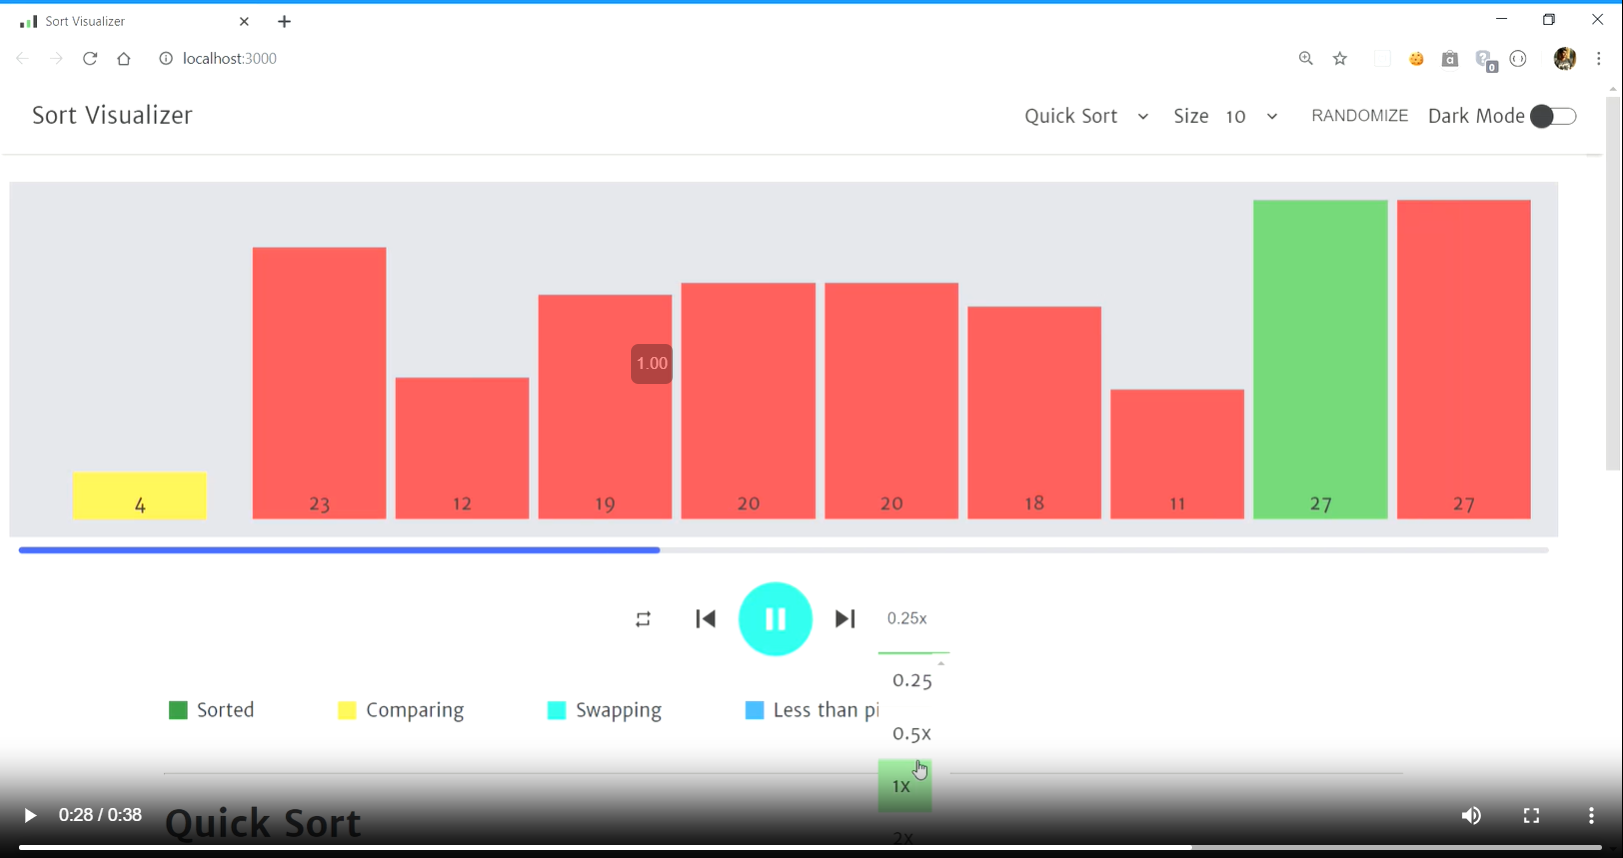 Sort Visualizer
localhost:3000
0
Sort Visualizer
Quick Sort
Size 10
RANDOMIZE
Dark Mode
1.00
4
23
12
19
20
20
18
11
27
27
0.25x
0.25
0.5x
1x
2x
Sorted
Comparing
Swapping
Less than pi
0:28 / 0:38
Quick Sort